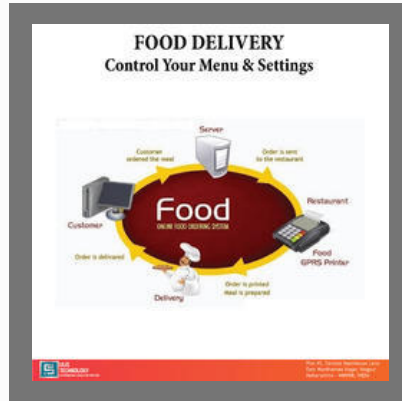 FOOD DELIVERY
Control Your Menu & Settings
Server
Customer
ordered the meal
Order is sent
to the restaurant
Restaurant
Food
ONLINE FOOD ORDERING SYSTEM
Customer
Food
GPRS Printer
Order is delivered
Order is printed
Meal is prepared
Delivery
TECHNOLOGY